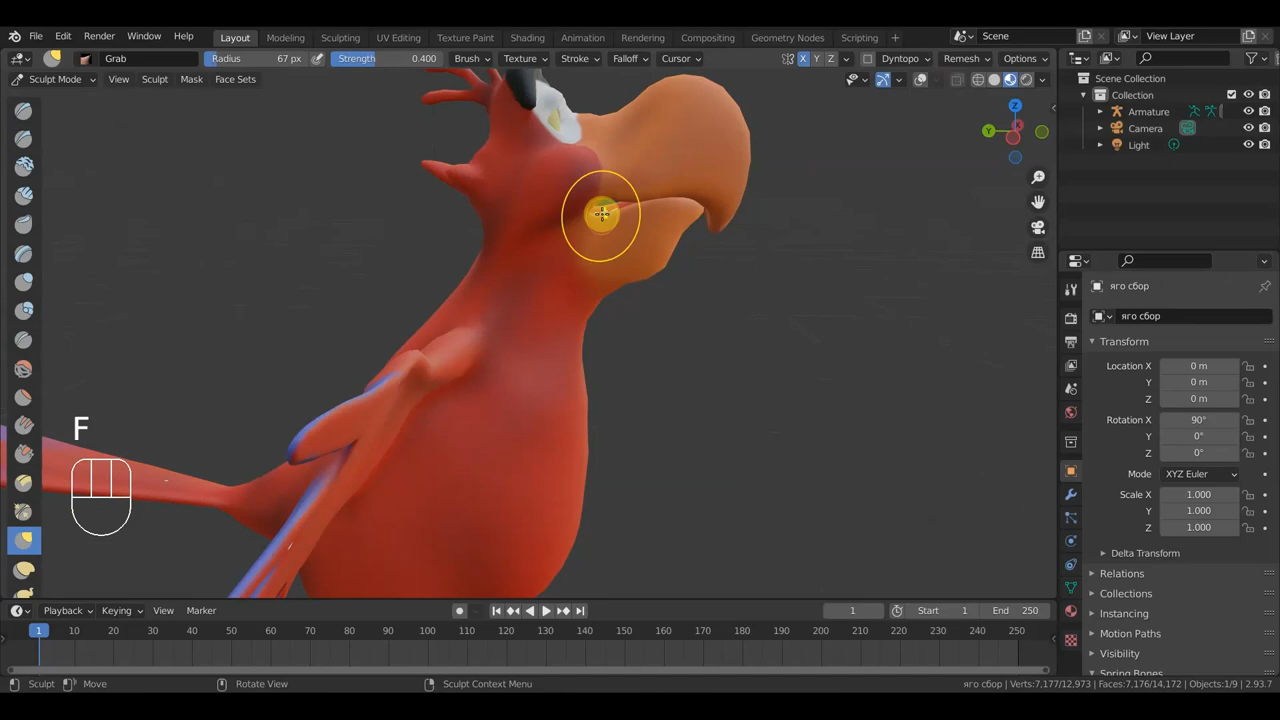 File Edit Render Window Help Layout Modeling Sculpting UV Editing Texture Paint Shading Animation Rendering Compositing Geometry Nodes Scripting + Scene View Layer
Grab Radius 67 px Strength 0.400 Brush Texture Stroke Falloff Cursor X Y Z Dyntopo Remesh Options
Sculpt Mode View Sculpt Mask Face Sets
Scene Collection
Collection
Armature
Camera
Light
Z
Y
X
F
яго сбор
яго сбор
Transform
Location X 0 m
Y 0 m
Z 0 m
Rotation X 90°
Y 0°
Z 0°
Mode XYZ Euler
Scale X 1.000
Y 1.000
Z 1.000
Delta Transform
Relations
Collections
Instancing
Motion Paths
Visibility
Spring Bones
Playback Keying View Marker 1 Start 1 End 250
1 10 20 30 40 50 60 70 80 90 100 110 120 130 140 150 160 170 180 190 200 210 220 230 240 250
Sculpt Move Rotate View Sculpt Context Menu яго сбор | Verts:7,177/12,973 | Faces:7,176/14,172 | Objects:1/9 | 2.93.7